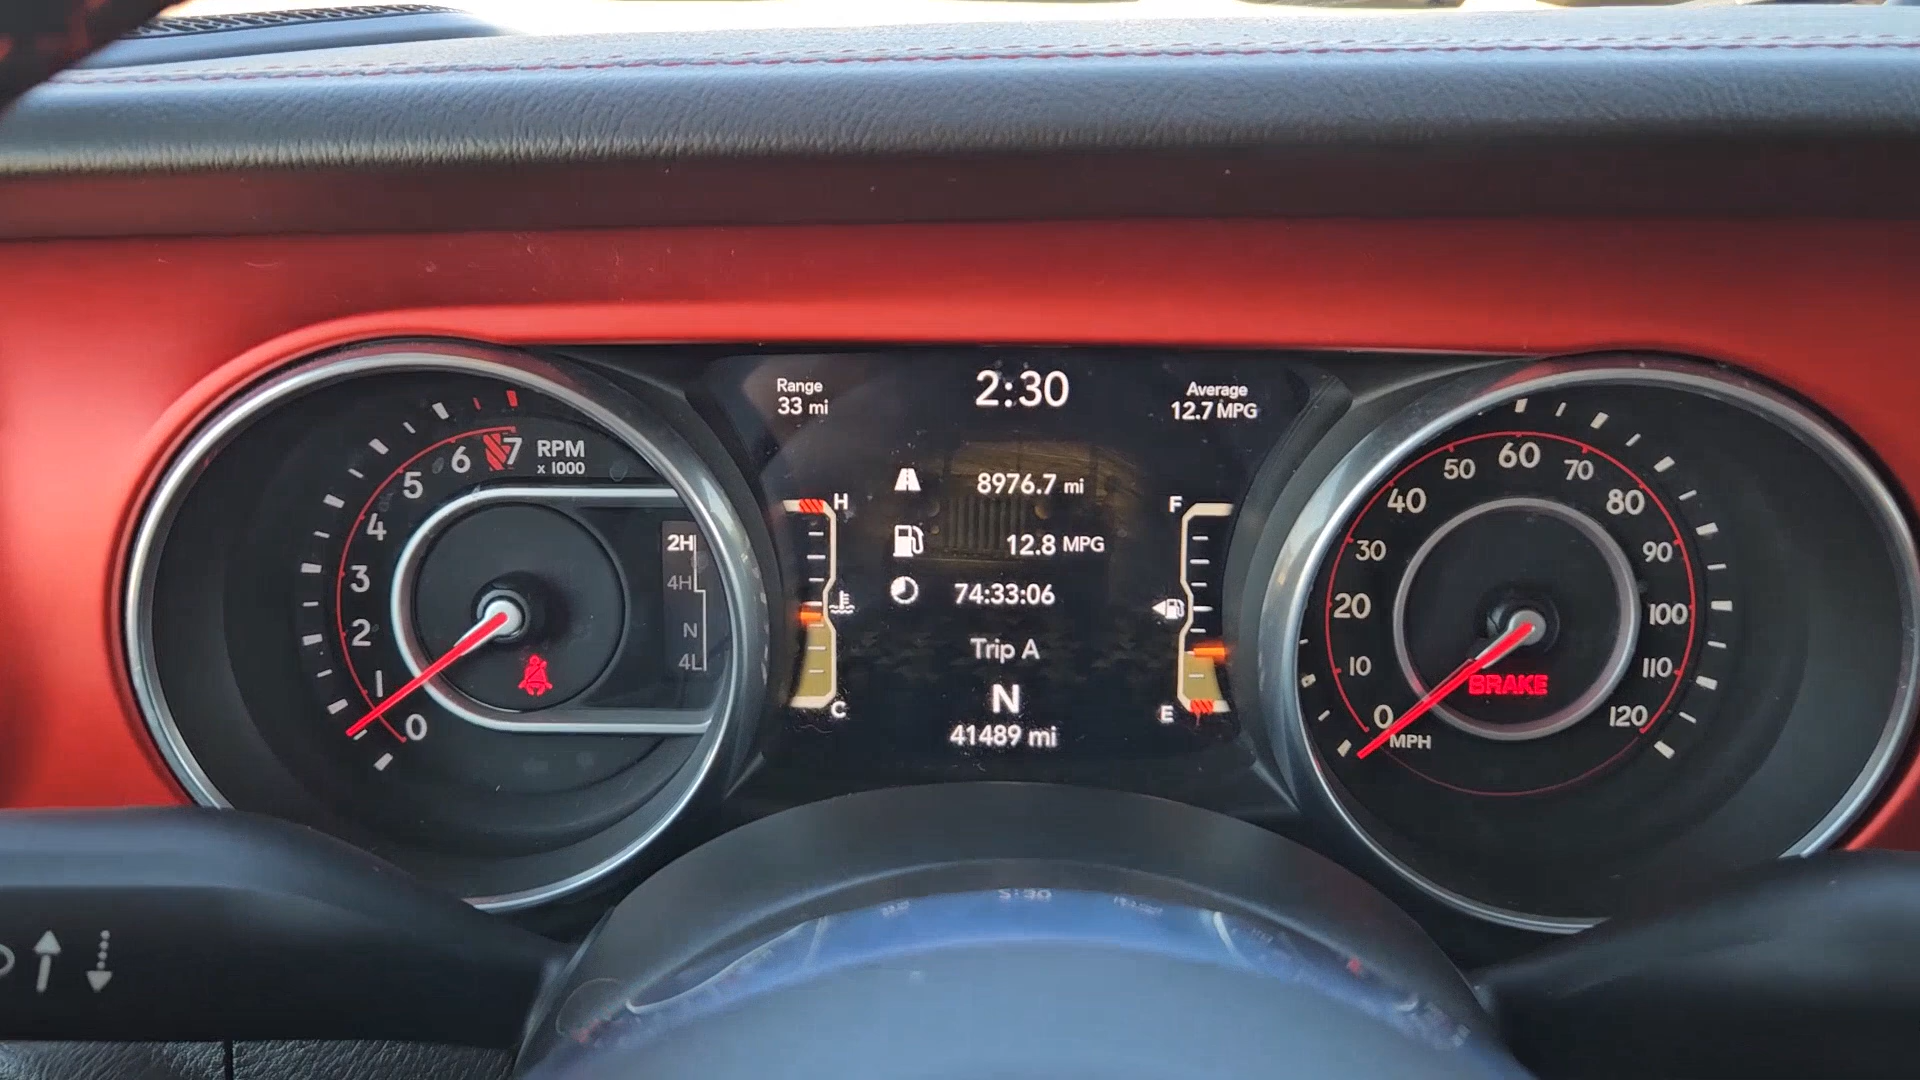 Range
33 mi
2:30
Average
12.7 MPG
8976.7 mi
12.8 MPG
74:33:06
Trip A
N
41489 mi
H
C
F
E
RPM
x 1000
0
1
2
3
4
5
6
7
2H
4H
N
4L
0
10
20
30
40
50
60
70
80
90
100
110
120
MPH
BRAKE
2:30